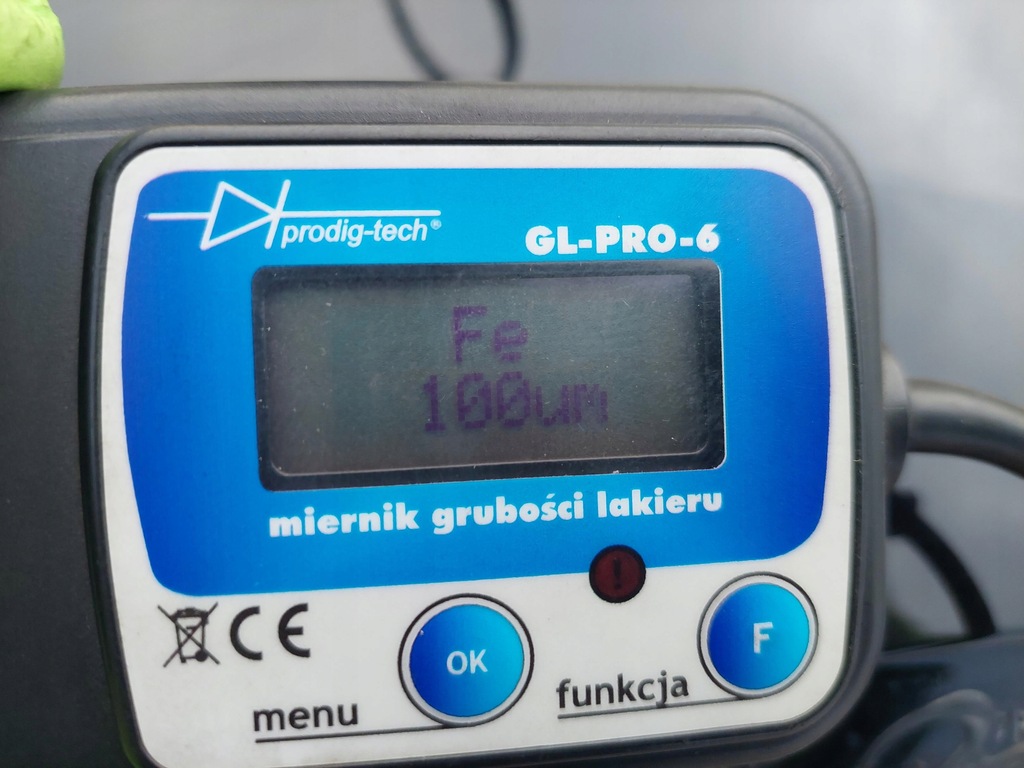 prodig-tech®
GL-PRO-6
Fe
100um
miernik grubości lakieru
!
CE
OK
F
menu
funkcja